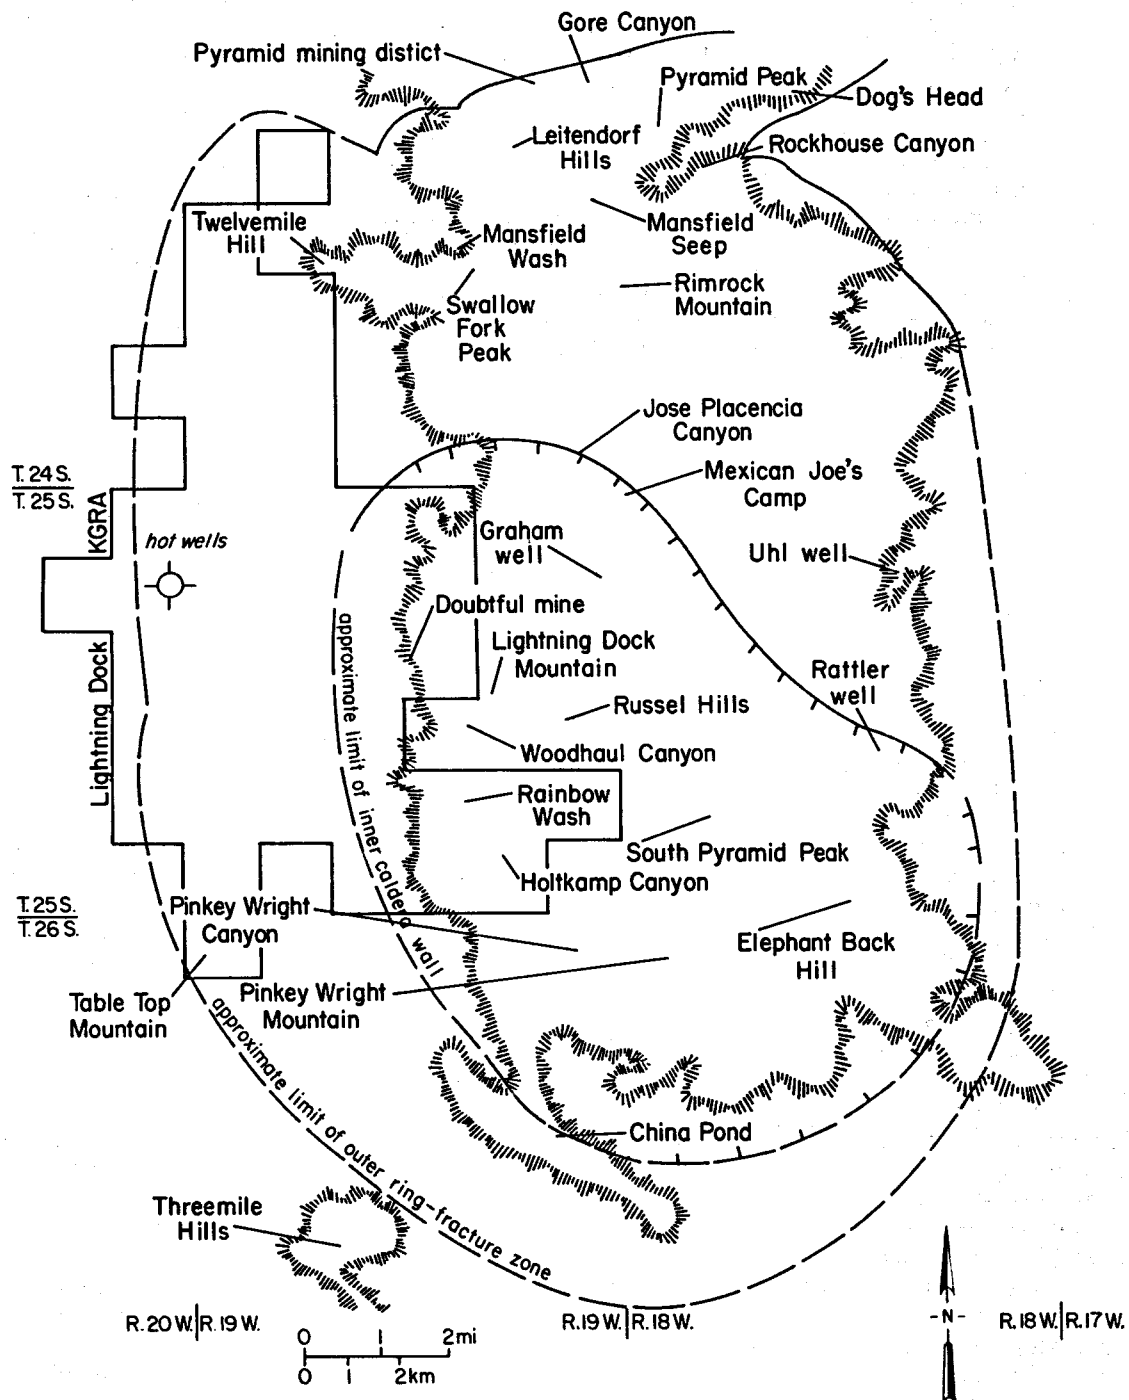 Gore Canyon
Pyramid mining distict
Pyramid Peak
Dog's Head
Leitendorf
Hills
Rockhouse Canyon
Twelvemile
Hill
Mansfield
Wash
Mansfield
Seep
Rimrock
Mountain
Swallow
Fork
Peak
Jose Placencia
Canyon
Mexican Joe's
Camp
T. 24 S.
T. 25 S.
KGRA
hot wells
Graham
well
Uhl well
Doubtful mine
Lightning Dock
Mountain
approximate limit of inner caldera wall
Rattler
well
Russel Hills
Lightning Dock
Woodhaul Canyon
Rainbow
Wash
South Pyramid Peak
Holtkamp Canyon
T. 25 S.
T. 26 S.
Pinkey Wright
Canyon
Elephant Back
Hill
Table Top
Mountain
Pinkey Wright
Mountain
approximate limit of outer ring-fracture zone
China Pond
Threemile
Hills
R. 20 W. R. 19 W.
R. 19 W. R. 18 W.
-N-
R. 18 W. R. 17 W.
0 1 2 mi
0 1 2 km